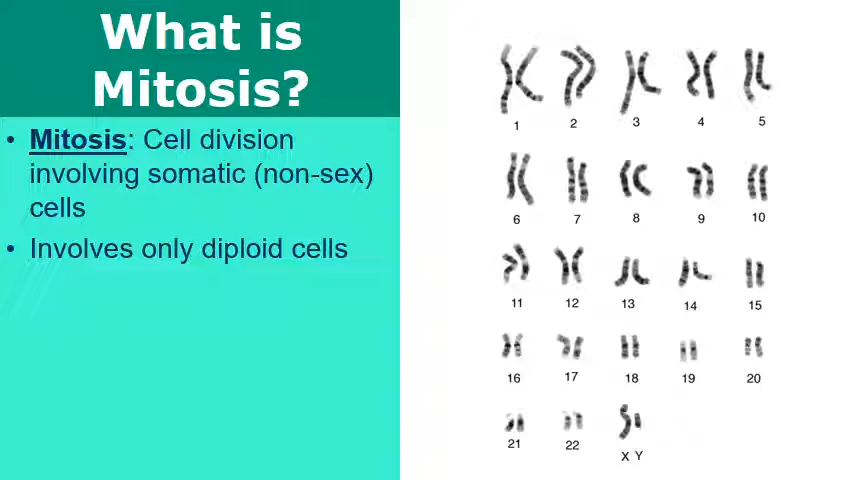 What is
Mitosis?
• Mitosis: Cell division
involving somatic (non-sex)
cells
• Involves only diploid cells
1 2 3 4 5
6 7 8 9 10
11 12 13 14 15
16 17 18 19 20
21 22 X Y